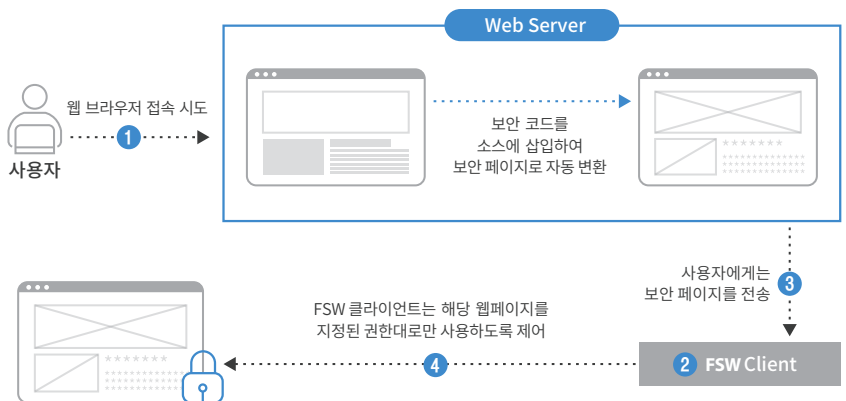 Web Server
웹 브라우저 접속 시도
1
사용자
보안 코드를
소스에 삽입하여
보안 페이지로 자동 변환
*******
**************
**************
**************
사용자에게는
보안 페이지를 전송
3
FSW 클라이언트는 해당 웹페이지를
지정된 권한대로만 사용하도록 제어
4
2 FSW Client
*******